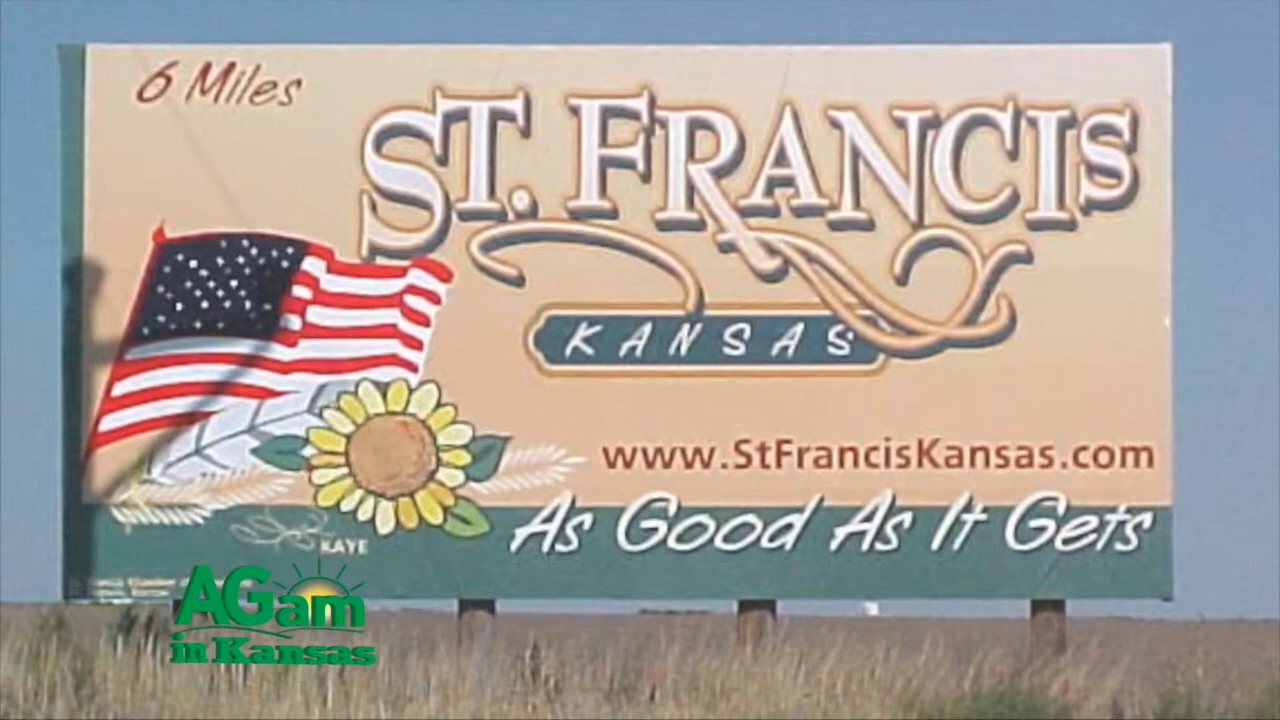 6 Miles
ST. FRANCIS
KANSAS
www.StFrancisKansas.com
As Good As It Gets
KAYE
AGam
in Kansas